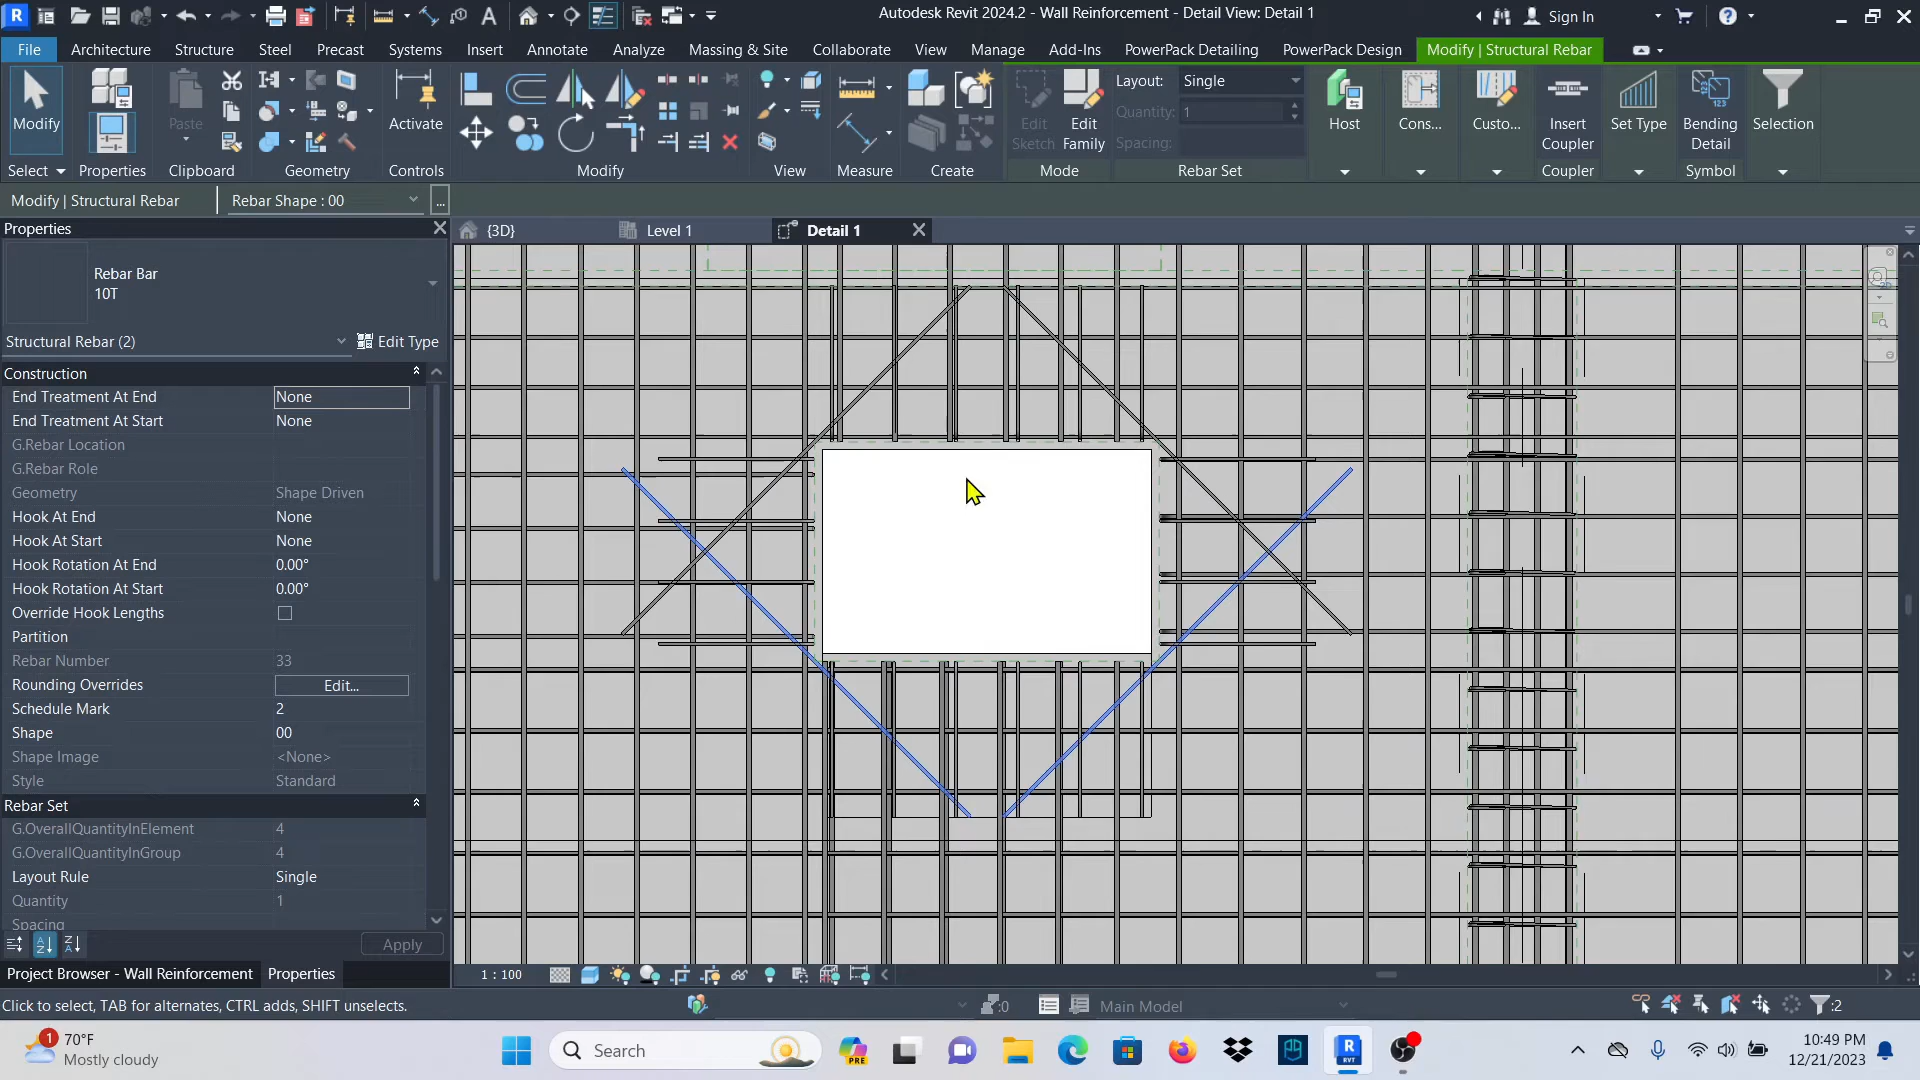 Autodesk Revit 2024.2 - Wall Reinforcement - Detail View: Detail 1
Sign In
File Architecture Structure Steel Precast Systems Insert Annotate Analyze Massing & Site Collaborate View Manage Add-Ins PowerPack Detailing PowerPack Design Modify | Structural Rebar
Modify
Paste
Activate
Edit Sketch
Edit Family
Layout: Single
Quantity: 1
Spacing:
Host
Cons...
Custo...
Insert Coupler
Set Type
Bending Detail
Selection
Select Properties Clipboard Geometry Controls Modify View Measure Create Mode Rebar Set Coupler Symbol
Modify | Structural Rebar
Rebar Shape : 00
...
Properties
{3D}
Level 1
Detail 1
Rebar Bar
10T
Structural Rebar (2)
Edit Type
Construction
End Treatment At End None
End Treatment At Start None
G.Rebar Location
G.Rebar Role
Geometry Shape Driven
Hook At End None
Hook At Start None
Hook Rotation At End 0.00°
Hook Rotation At Start 0.00°
Override Hook Lengths
Partition
Rebar Number 33
Rounding Overrides Edit...
Schedule Mark 2
Shape 00
Shape Image <None>
Style Standard
Rebar Set
G.OverallQuantityInElement 4
G.OverallQuantityInGroup 4
Layout Rule Single
Quantity 1
Spacing
Apply
Project Browser - Wall Reinforcement Properties
1 : 100
Click to select, TAB for alternates, CTRL adds, SHIFT unselects.
:0
Main Model
:2
1
70°F
Mostly cloudy
Search
PRE
RVT
10:49 PM
12/21/2023